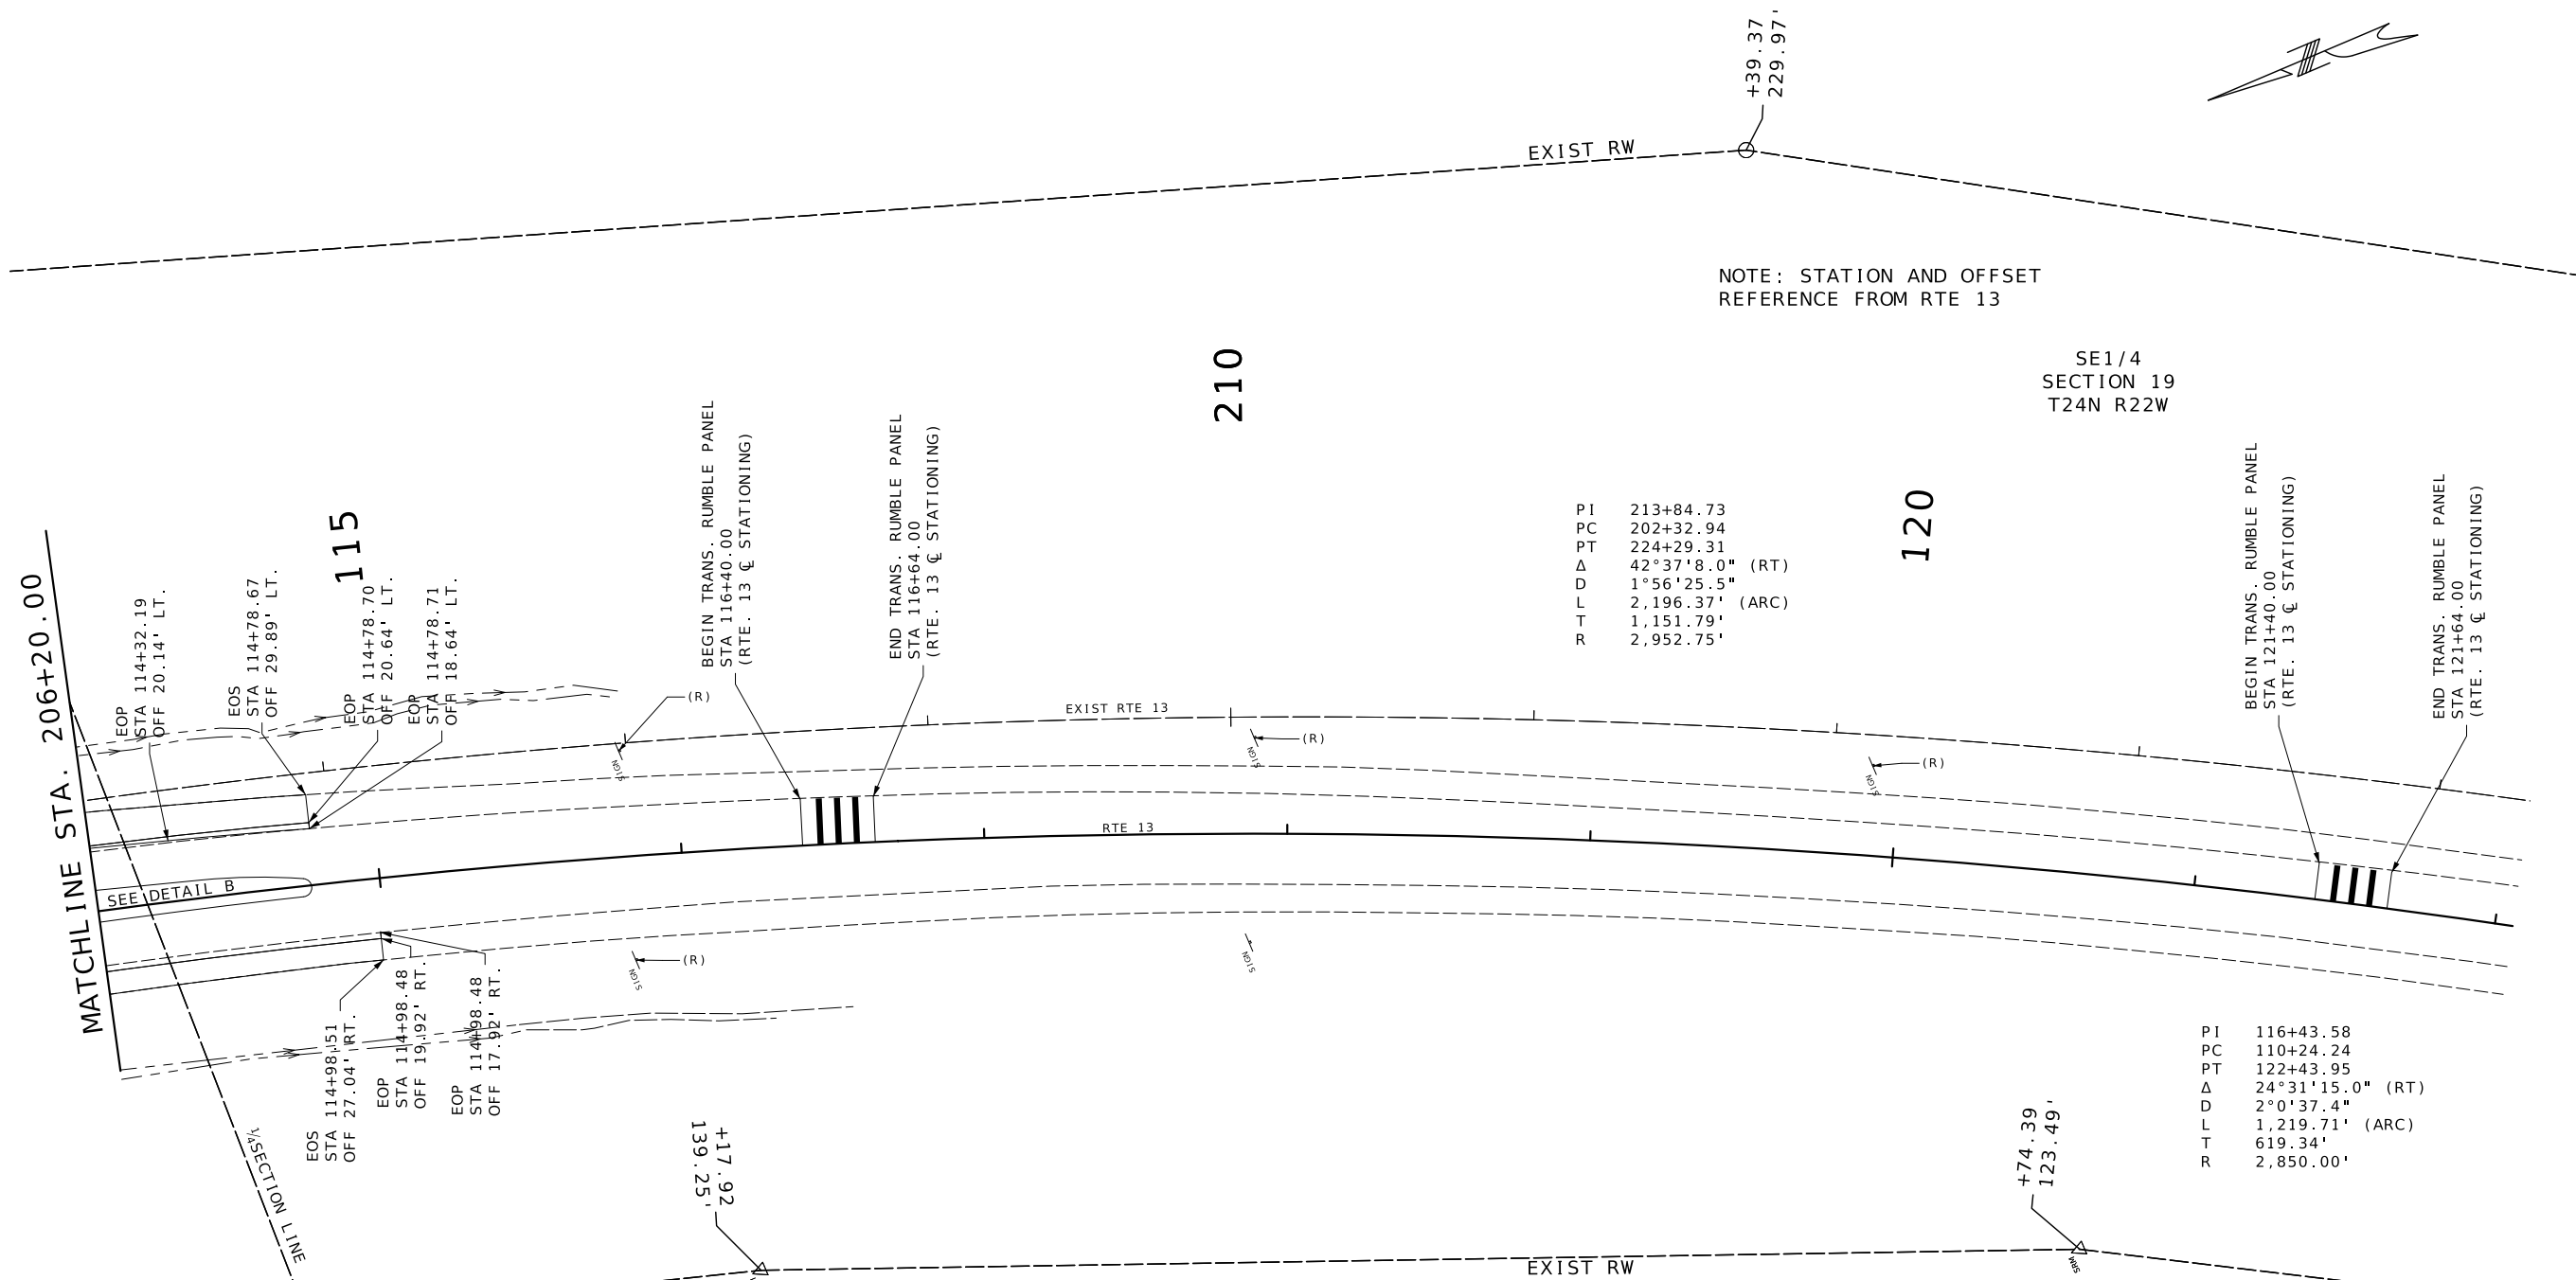 +39.37
229.97'
EXIST RW
NOTE: STATION AND OFFSET
REFERENCE FROM RTE 13
SE1/4
SECTION 19
T24N R22W
210
115
120
MATCHLINE STA. 206+20.00
EOP
STA 114+32.19
OFF 20.14' LT.
EOS
STA 114+78.67
OFF 29.89' LT.
EOP
STA 114+78.70
OFF 20.64' LT.
EOP
STA 114+78.71
OFF 18.64' LT.
BEGIN TRANS. RUMBLE PANEL
STA 116+40.00
(RTE. 13 ℄ STATIONING)
END TRANS. RUMBLE PANEL
STA 116+64.00
(RTE. 13 ℄ STATIONING)
PI 213+84.73
PC 202+32.94
PT 224+29.31
Δ 42°37'8.0" (RT)
D 1°56'25.5"
L 2,196.37' (ARC)
T 1,151.79'
R 2,952.75'
BEGIN TRANS. RUMBLE PANEL
STA 121+40.00
(RTE. 13 ℄ STATIONING)
END TRANS. RUMBLE PANEL
STA 121+64.00
(RTE. 13 ℄ STATIONING)
(R)
SIGN
EXIST RTE 13
(R)
SIGN
(R)
SIGN
RTE 13
SEE DETAIL B
(R)
SIGN
SIGN
EOS
STA 114+98.51
OFF 27.04' RT.
EOP
STA 114+98.48
OFF 19.92' RT.
EOP
STA 114+98.48
OFF 17.92' RT.
¼ SECTION LINE
+17.92
139.25'
PI 116+43.58
PC 110+24.24
PT 122+43.95
Δ 24°31'15.0" (RT)
D 2°0'37.4"
L 1,219.71' (ARC)
T 619.34'
R 2,850.00'
+74.39
123.49'
EXIST RW
SRM